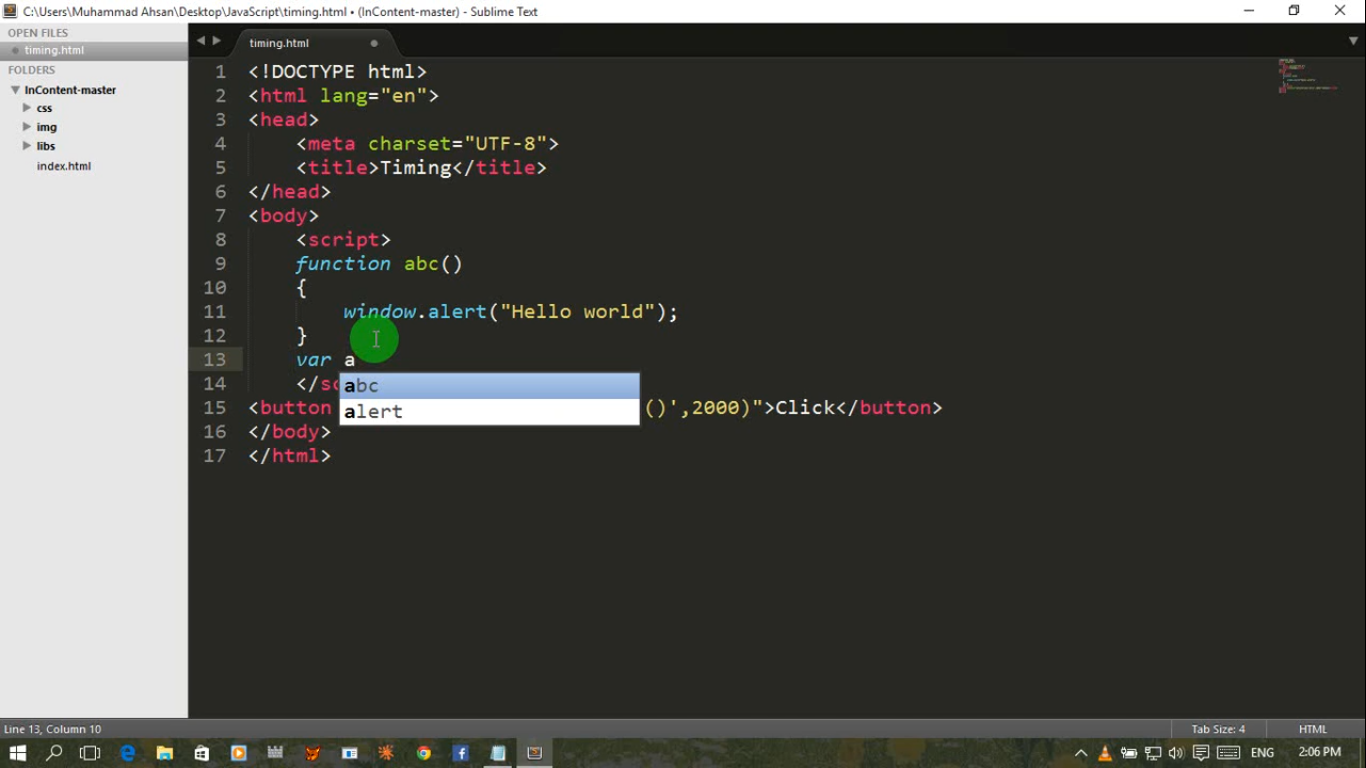 C:\Users\Muhammad Ahsan\Desktop\JavaScript\timing.html • (InContent-master) - Sublime Text
OPEN FILES
timing.html
FOLDERS
InContent-master
css
img
libs
index.html
timing.html
1 <!DOCTYPE html>
2 <html lang="en">
3 <head>
4 <meta charset="UTF-8">
5 <title>Timing</title>
6 </head>
7 <body>
8 <script>
9 function abc()
10 {
11 window.alert("Hello world");
12 }
13 var a
14 </sc
abc
alert
15 <button ()',2000)">Click</button>
16 </body>
17 </html>
Line 13, Column 10
Tab Size: 4
HTML
ENG
2:06 PM